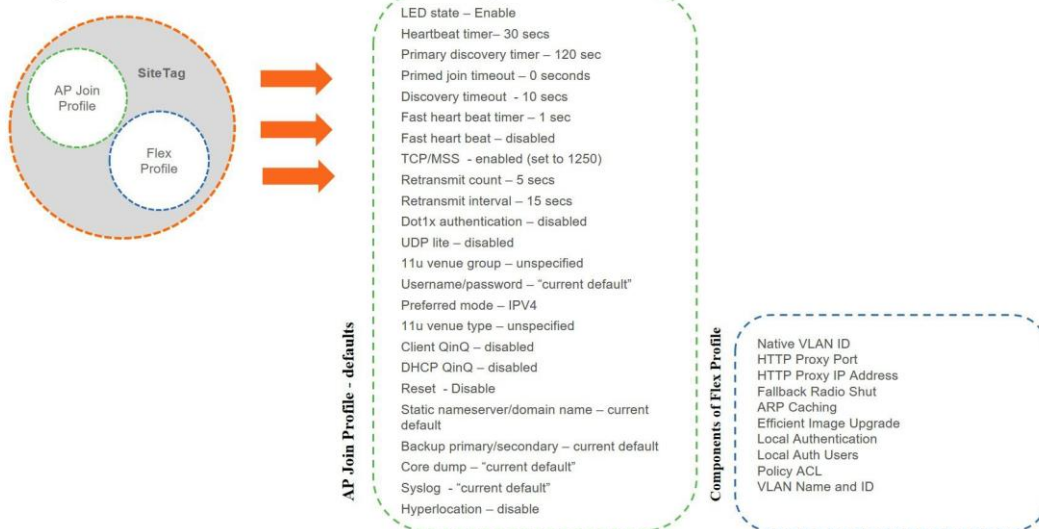 SiteTag
AP Join
Profile
Flex
Profile
AP Join Profile - defaults
LED state – Enable
Heartbeat timer– 30 secs
Primary discovery timer – 120 sec
Primed join timeout – 0 seconds
Discovery timeout - 10 secs
Fast heart beat timer – 1 sec
Fast heart beat – disabled
TCP/MSS - enabled (set to 1250)
Retransmit count – 5 secs
Retransmit interval – 15 secs
Dot1x authentication – disabled
UDP lite – disabled
11u venue group – unspecified
Username/password – “current default”
Preferred mode – IPV4
11u venue type – unspecified
Client QinQ – disabled
DHCP QinQ – disabled
Reset - Disable
Static nameserver/domain name – current
default
Backup primary/secondary – current default
Core dump – “current default”
Syslog - “current default”
Hyperlocation – disable
Components of Flex Profile
Native VLAN ID
HTTP Proxy Port
HTTP Proxy IP Address
Fallback Radio Shut
ARP Caching
Efficient Image Upgrade
Local Authentication
Local Auth Users
Policy ACL
VLAN Name and ID